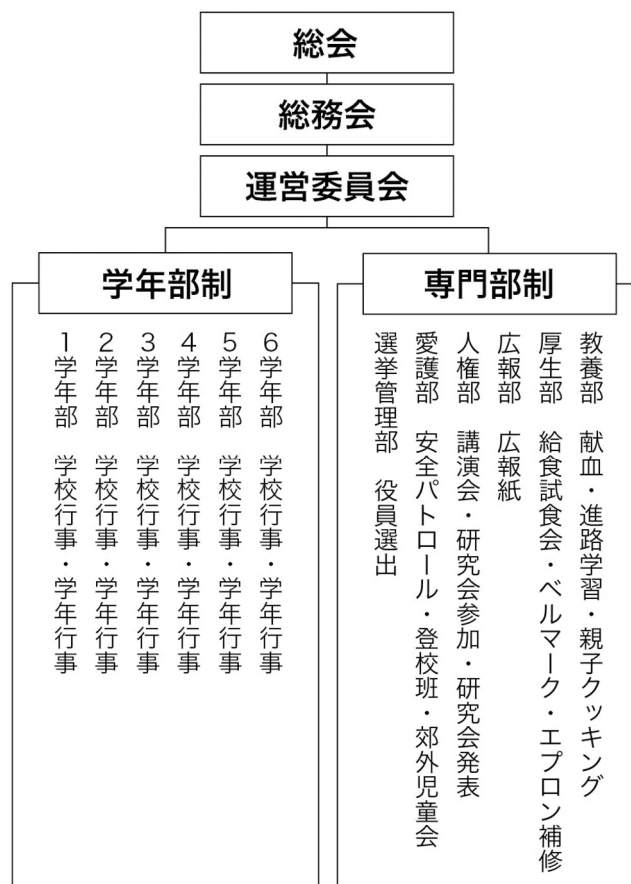 総会
総務会
運営委員会
学年部制
6学年部 学校行事・学年行事
5学年部 学校行事・学年行事
4学年部 学校行事・学年行事
3学年部 学校行事・学年行事
2学年部 学校行事・学年行事
1学年部 学校行事・学年行事
専門部制
教養部 献血・進路学習・親子クッキング
厚生部 給食試食会・ベルマーク・エプロン補修
広報部 広報紙
人権部 講演会・研究会参加・研究会発表
愛護部 安全パトロール・登校班・郊外児童会
選挙管理部 役員選出